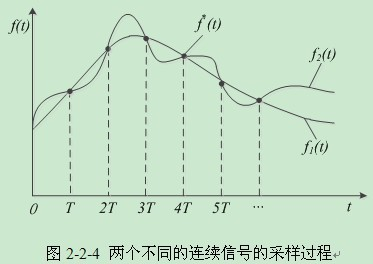 f(t)
f*(t)
f₂(t)
f₁(t)
0 T 2T 3T 4T 5T ... t
图 2-2-4 两个不同的连续信号的采样过程↵